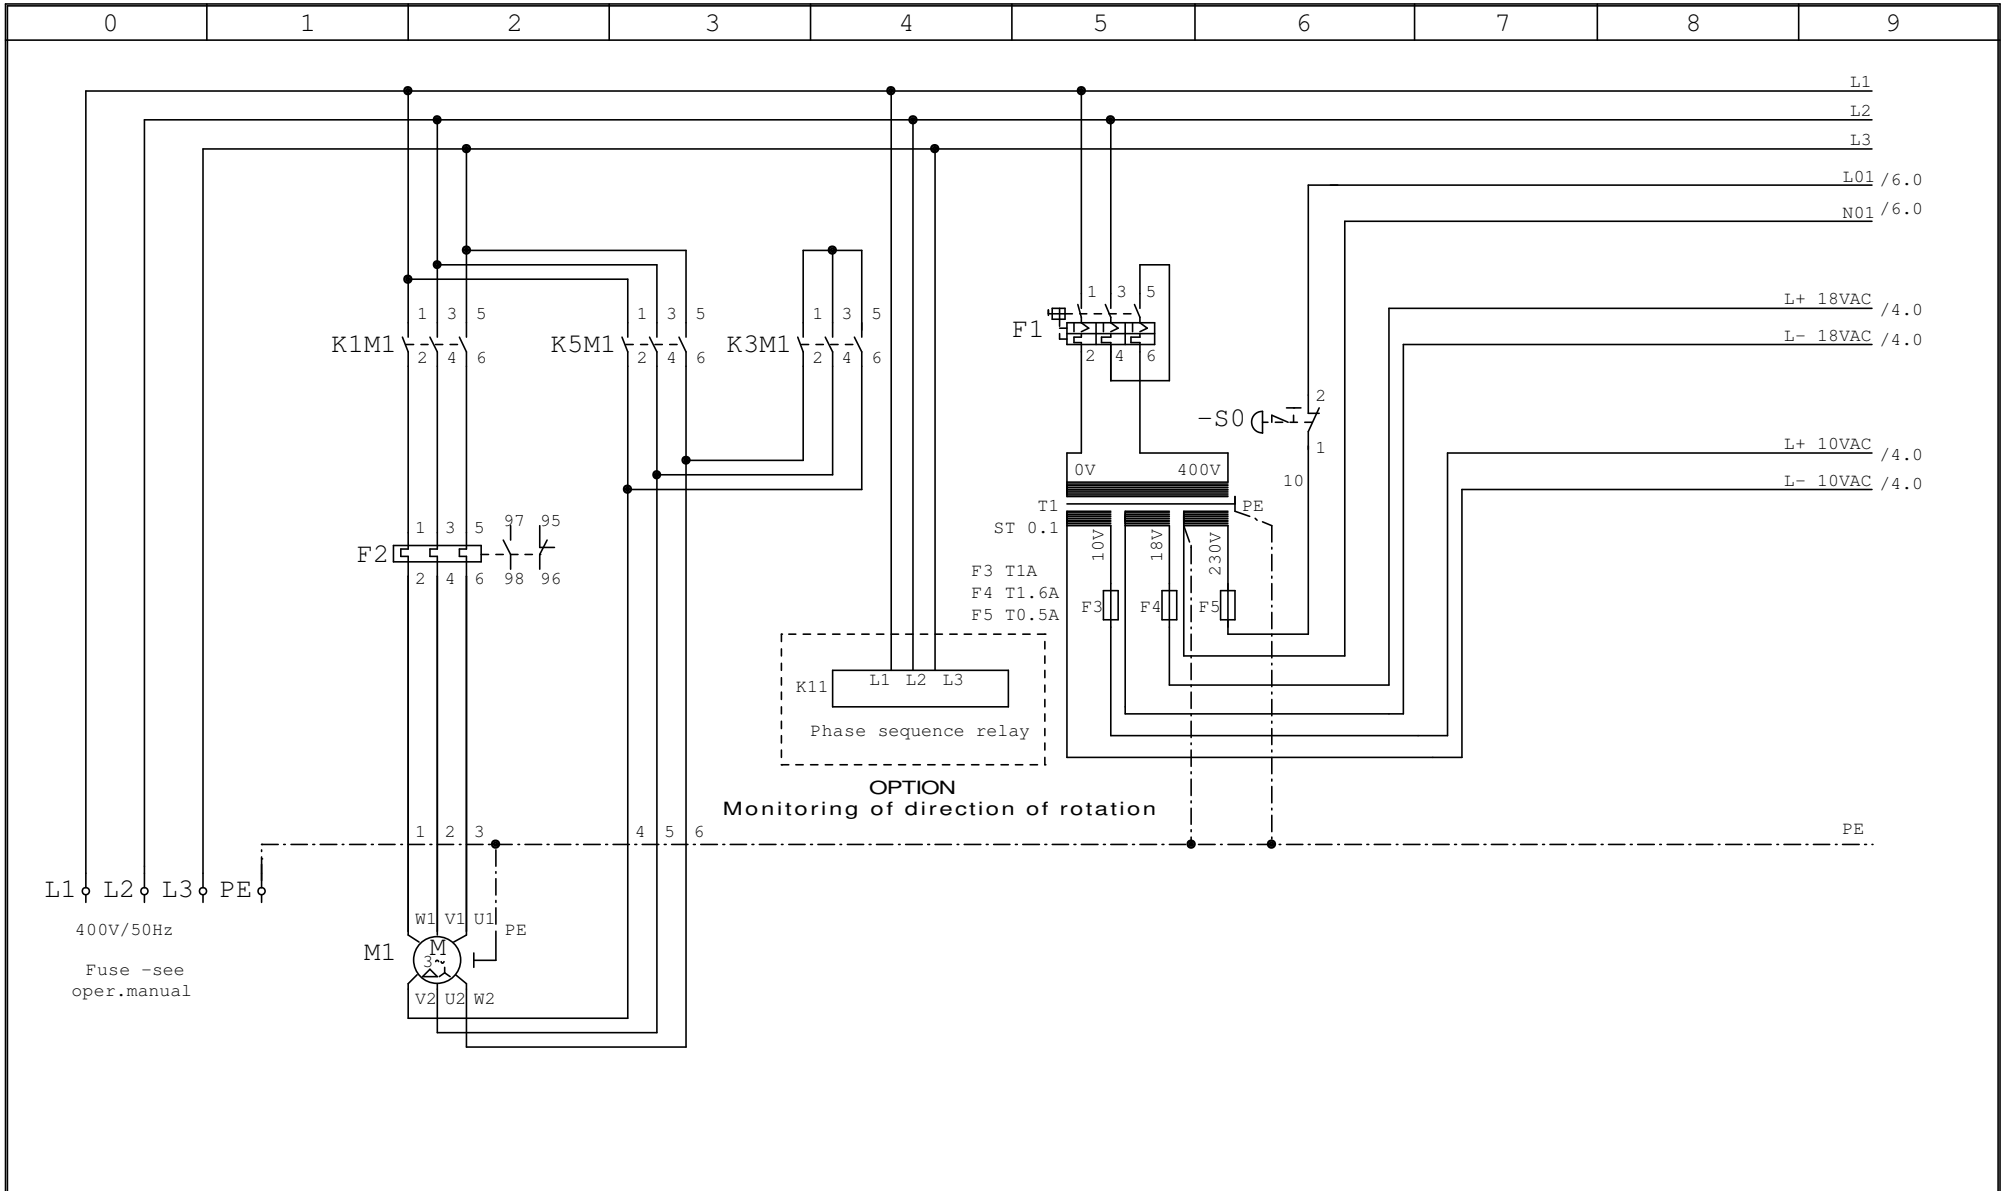 0 1 2 3 4 5 6 7 8 9
L1
L2
L3
L01 /6.0
N01 /6.0
L+ 18VAC /4.0
L- 18VAC /4.0
L+ 10VAC /4.0
L- 10VAC /4.0
K1M1 1 3 5
2 4 6
K5M1 1 3 5
2 4 6
K3M1 1 3 5
2 4 6
F1 1 3 5
2 4 6
-S0 2
1
10
0V 400V
T1 PE
ST 0.1
10V 18V 230V
F3 T1A
F4 T1.6A
F5 T0.5A
F3 F4 F5
F2 1 3 5 97 95
2 4 6 98 96
K11 L1 L2 L3
Phase sequence relay
OPTION
Monitoring of direction of rotation
1 2 3 4 5 6 PE
L1 L2 L3 PE
400V/50Hz
Fuse -see
oper.manual
W1 V1 U1 PE
M1 M
3~
V2 U2 W2